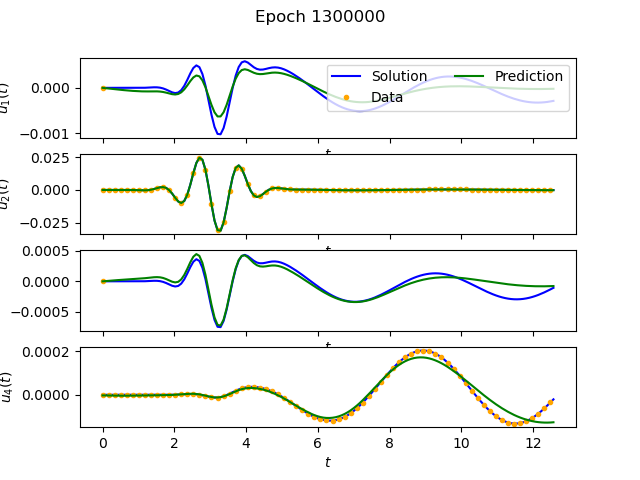 Epoch 1300000
Solution
Prediction
Data
u₁(t)
0.000
−0.001
t
u₂(t)
0.025
0.000
−0.025
t
0.0005
0.0000
−0.0005
u₄(t)
0.0002
0.0000
0 2 4 6 8 10 12
t